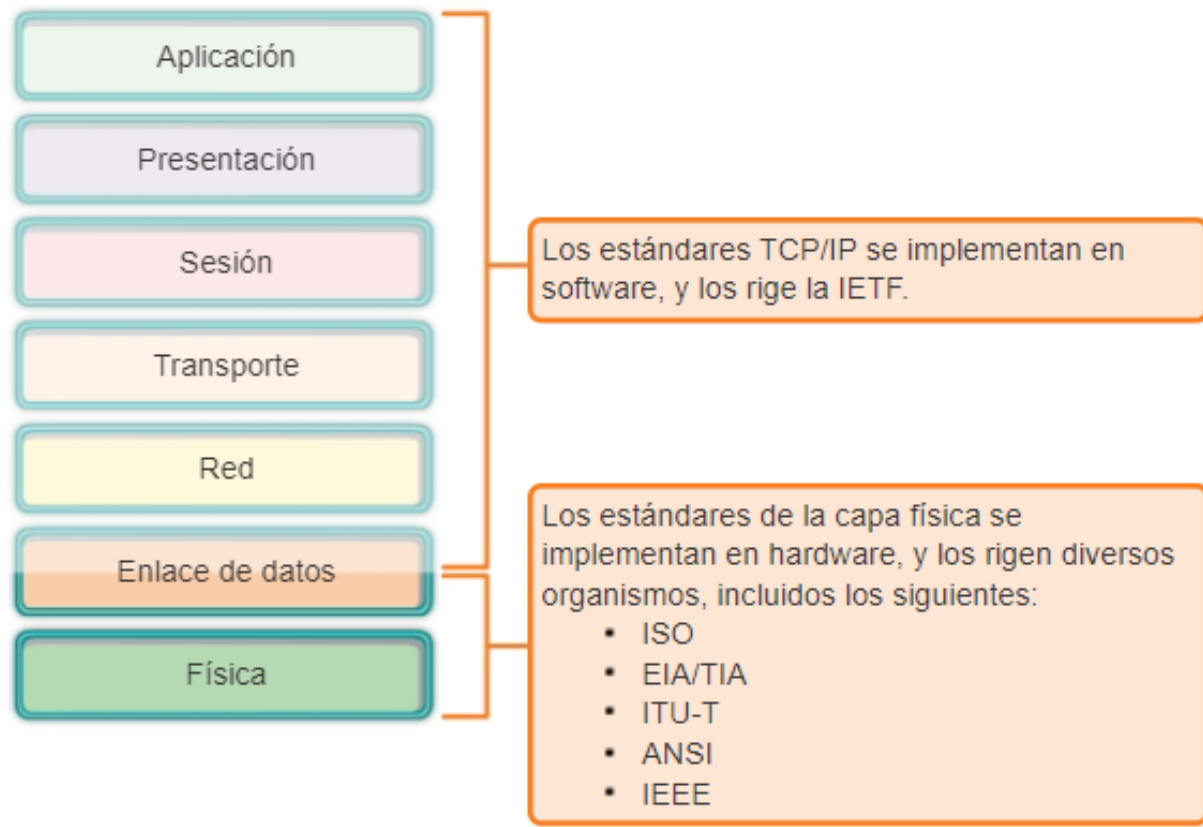 Aplicación
Presentación
Sesión
Transporte
Red
Enlace de datos
Física
Los estándares TCP/IP se implementan en
software, y los rige la IETF.
Los estándares de la capa física se
implementan en hardware, y los rigen diversos
organismos, incluidos los siguientes:
• ISO
• EIA/TIA
• ITU-T
• ANSI
• IEEE